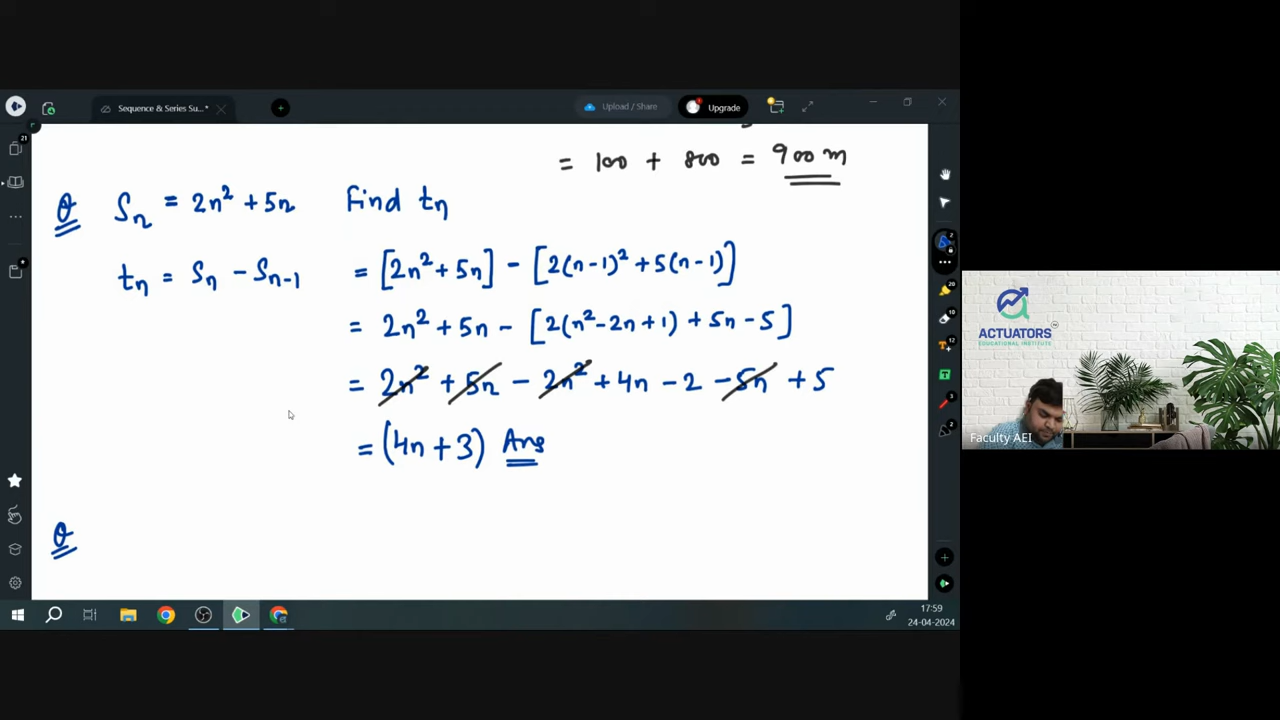 Sequence & Series Su...*
Upload / Share
Upgrade
= 100 + 800 = 900 m
Q Sₙ = 2n² + 5n Find tₙ
tₙ = Sₙ - Sₙ₋₁ = [2n² + 5n] - [2(n-1)² + 5(n-1)]
= 2n² + 5n - [2(n² - 2n + 1) + 5n - 5]
= 2n² + 5n - 2n² + 4n - 2 - 5n + 5
= (4n + 3) Ans
Q
ACTUATORS
EDUCATIONAL INSTITUTE
Faculty AEI
17:59
24-04-2024